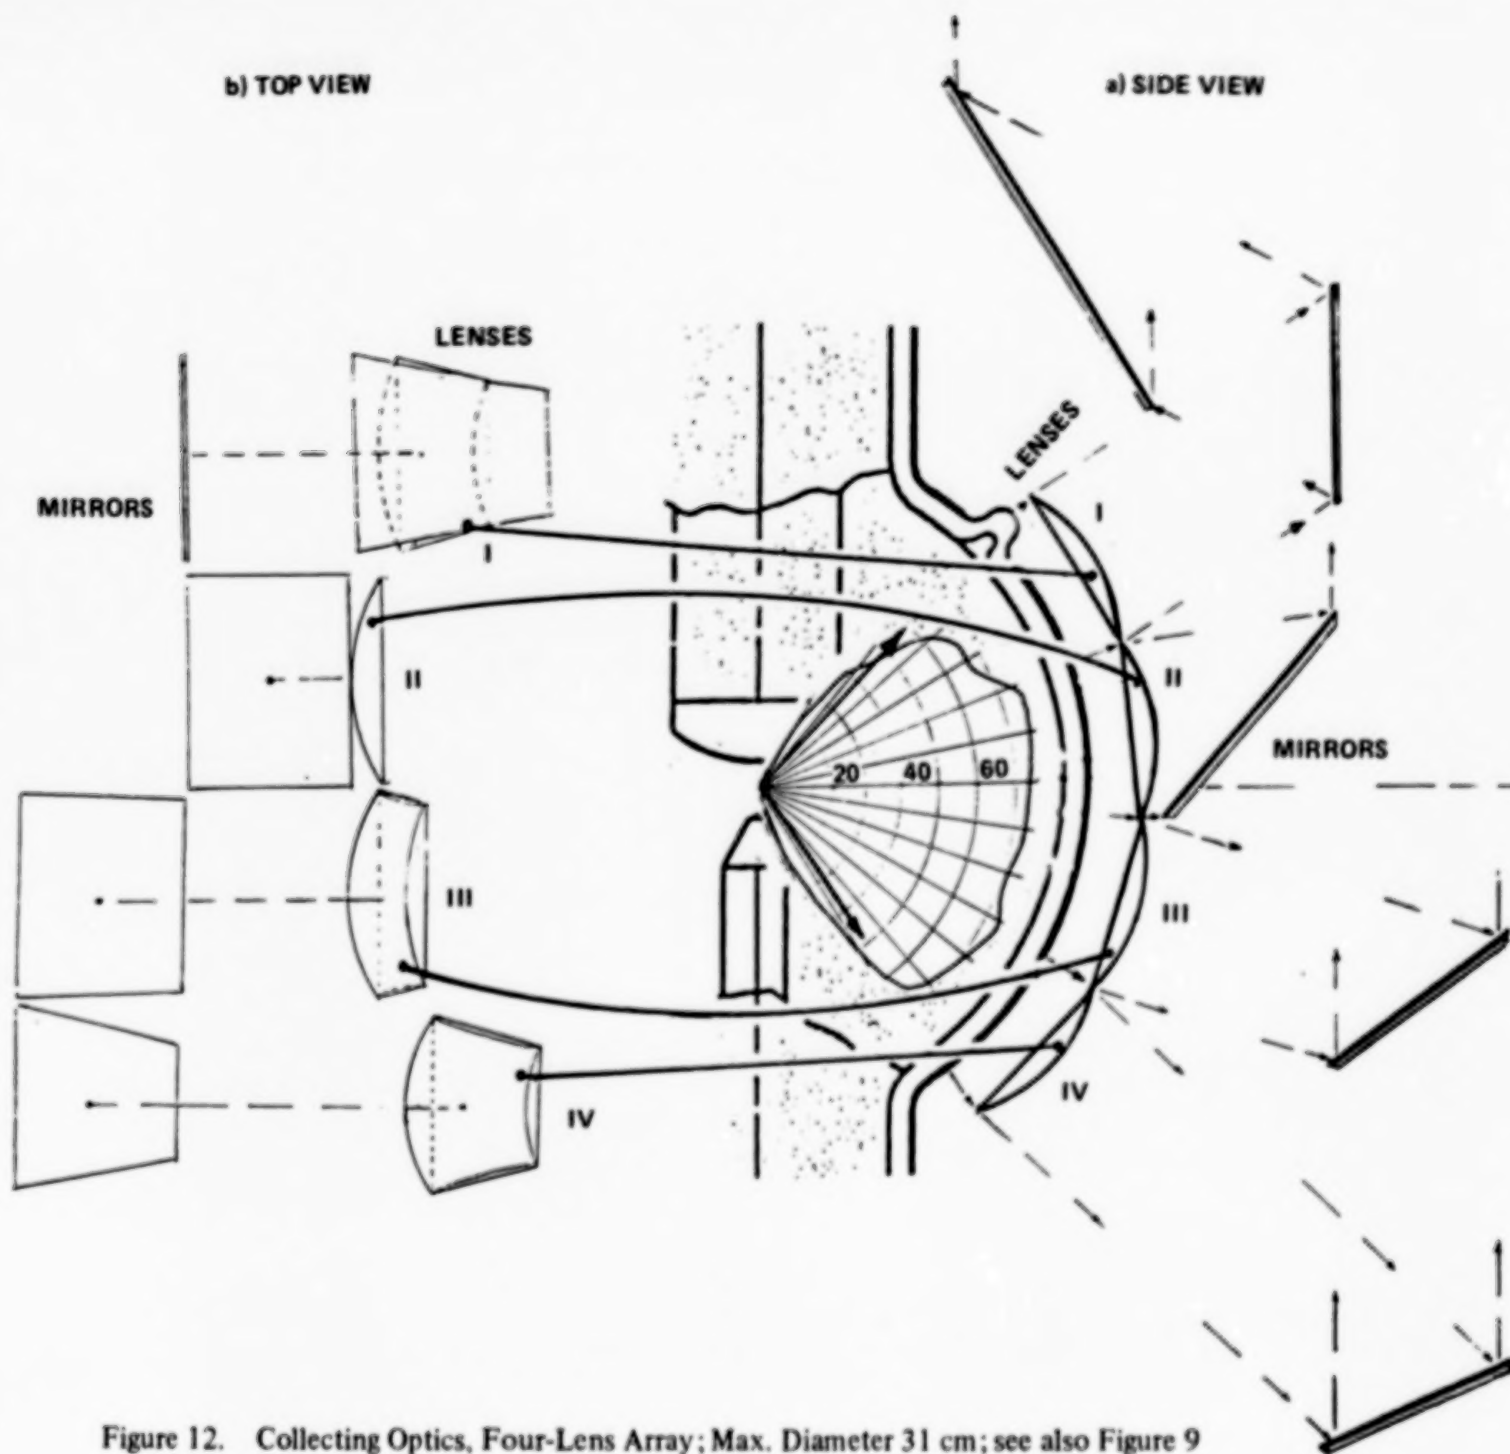 b) TOP VIEW
a) SIDE VIEW
LENSES
MIRRORS
LENSES
I
I
II
II
20 40 60
MIRRORS
III
III
IV
IV
Figure 12. Collecting Optics, Four-Lens Array; Max. Diameter 31 cm; see also Figure 9